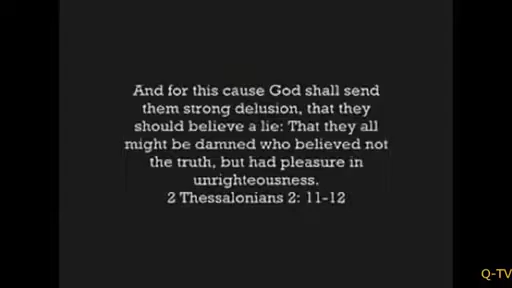 And for this cause God shall send
them strong delusion, that they
should believe a lie: That they all
might be damned who believed not
the truth, but had pleasure in
unrighteousness.
2 Thessalonians 2: 11-12
Q-TV